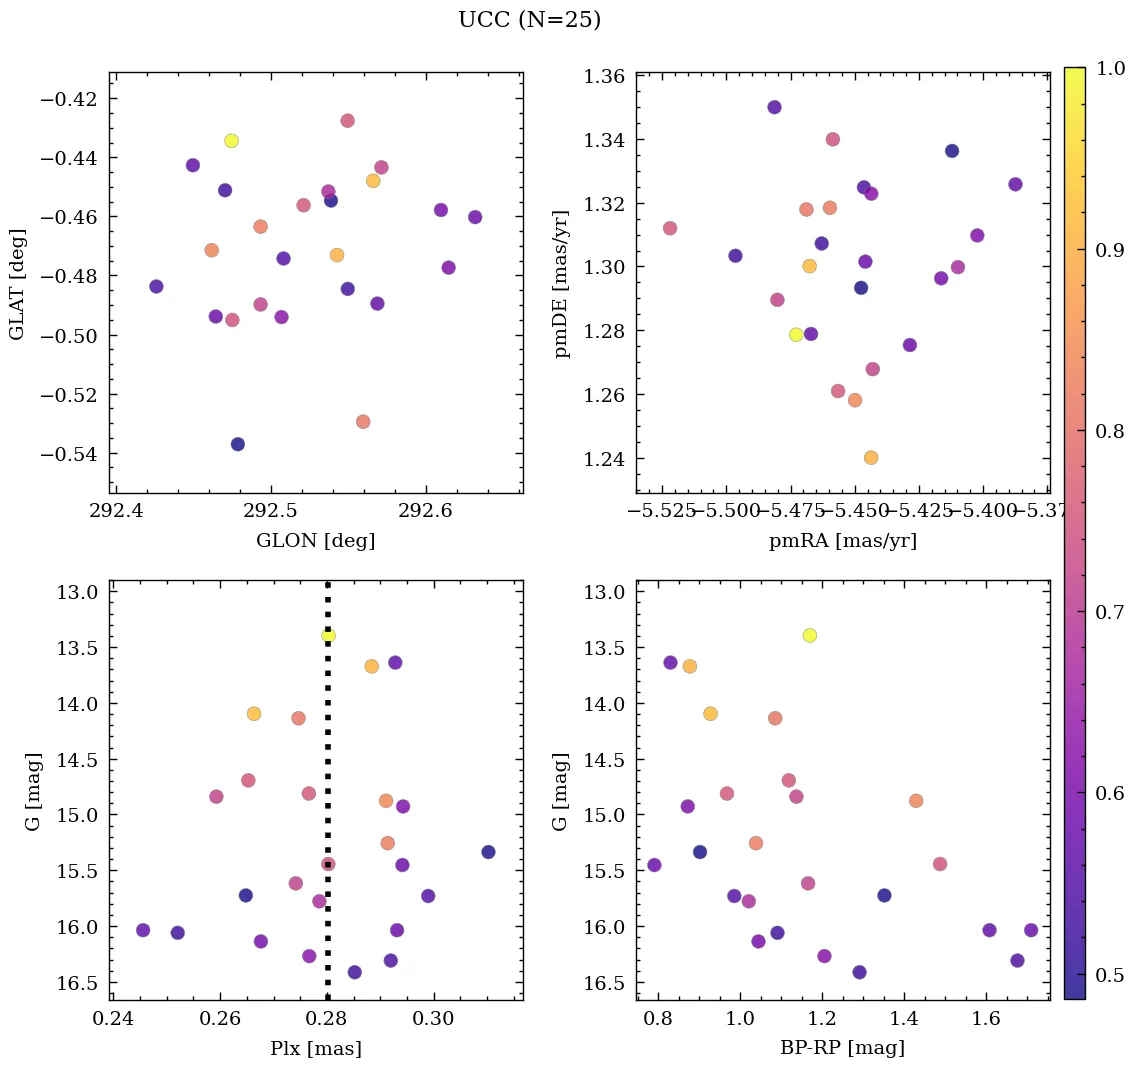 UCC (N=25)
−0.42
−0.44
−0.46
−0.48
−0.50
−0.52
−0.54
GLAT [deg]
292.4 292.5 292.6
GLON [deg]
1.36
1.34
1.32
1.30
1.28
1.26
1.24
pmDE [mas/yr]
−5.525 −5.500 −5.475 −5.450 −5.425 −5.400 −5.37
pmRA [mas/yr]
13.0
13.5
14.0
14.5
15.0
15.5
16.0
16.5
G [mag]
0.24 0.26 0.28 0.30
Plx [mas]
13.0
13.5
14.0
14.5
15.0
15.5
16.0
16.5
G [mag]
0.8 1.0 1.2 1.4 1.6
BP-RP [mag]
1.0
0.9
0.8
0.7
0.6
0.5